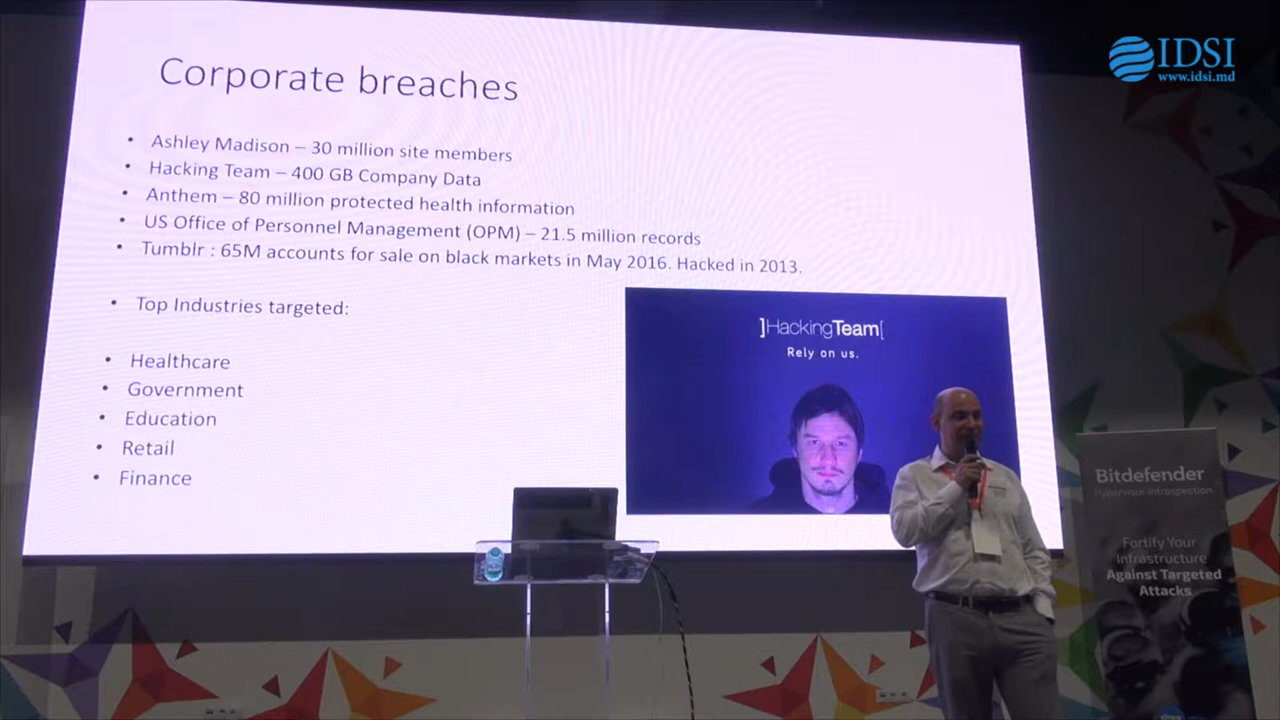 IDSI
www.idsi.md
Corporate breaches
• Ashley Madison – 30 million site members
• Hacking Team – 400 GB Company Data
• Anthem – 80 million protected health information
• US Office of Personnel Management (OPM) – 21.5 million records
• Tumblr : 65M accounts for sale on black markets in May 2016. Hacked in 2013.
• Top Industries targeted:
• Healthcare
• Government
• Education
• Retail
• Finance
]HackingTeam[
Rely on us.
Bitdefender
Hypervisor Introspection
Fortify Your
Infrastructure
Against Targeted
Attacks